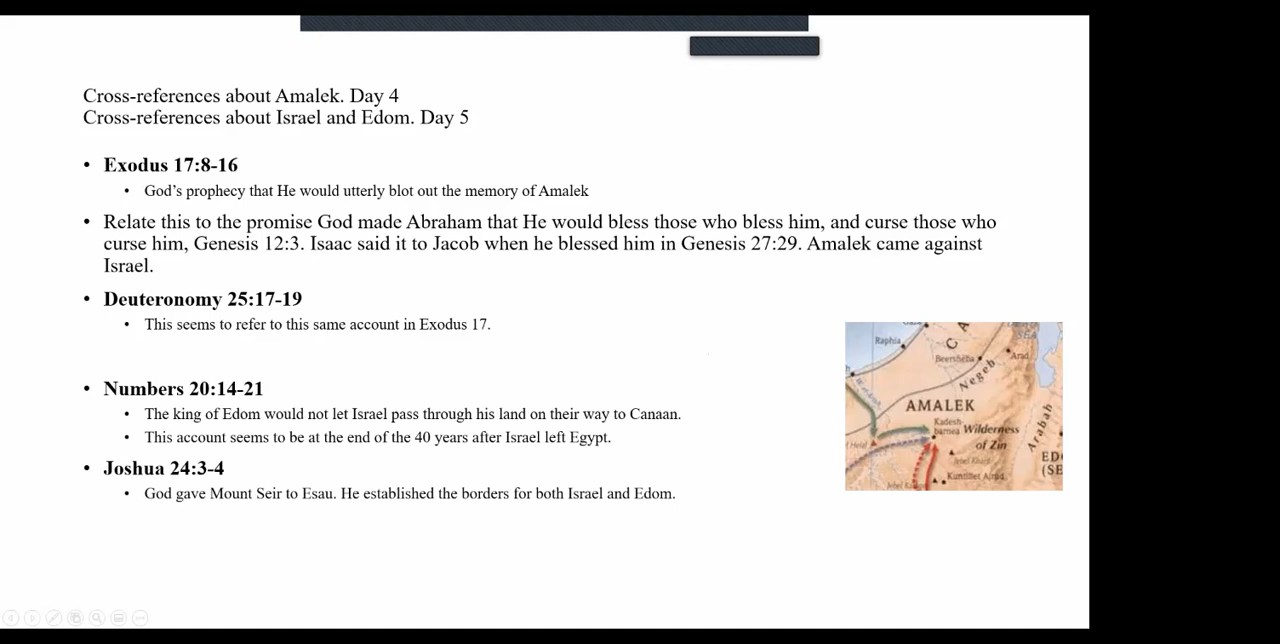 Cross-references about Amalek. Day 4
Cross-references about Israel and Edom. Day 5
• Exodus 17:8-16
• God's prophecy that He would utterly blot out the memory of Amalek
• Relate this to the promise God made Abraham that He would bless those who bless him, and curse those who
curse him, Genesis 12:3. Isaac said it to Jacob when he blessed him in Genesis 27:29. Amalek came against
Israel.
• Deuteronomy 25:17-19
• This seems to refer to this same account in Exodus 17.
• Numbers 20:14-21
• The king of Edom would not let Israel pass through his land on their way to Canaan.
• This account seems to be at the end of the 40 years after Israel left Egypt.
• Joshua 24:3-4
• God gave Mount Seir to Esau. He established the borders for both Israel and Edom.
Raphia
C A
Beersheba
Arad
Negeb
AMALEK
Kadesh
barnea
Wilderness
of Zin
Arabah
ED
(SE